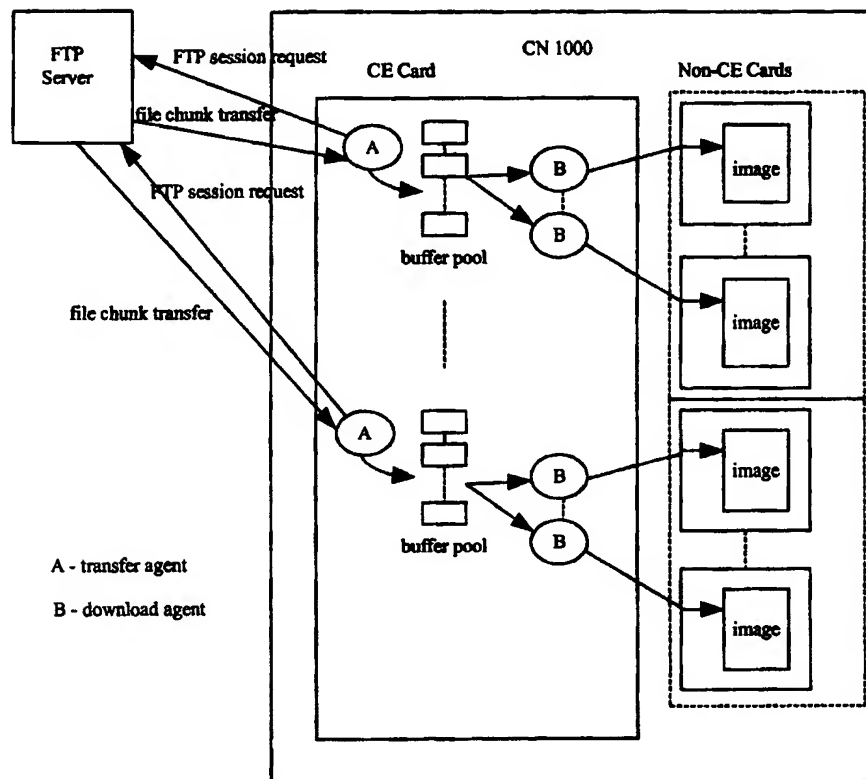 FTP
Server
FTP session request
CN 1000
CE Card
Non-CE Cards
file chunk transfer
A
B
image
FTP session request
B
buffer pool
file chunk transfer
image
A
B
image
B
buffer pool
A - transfer agent
B - download agent
image